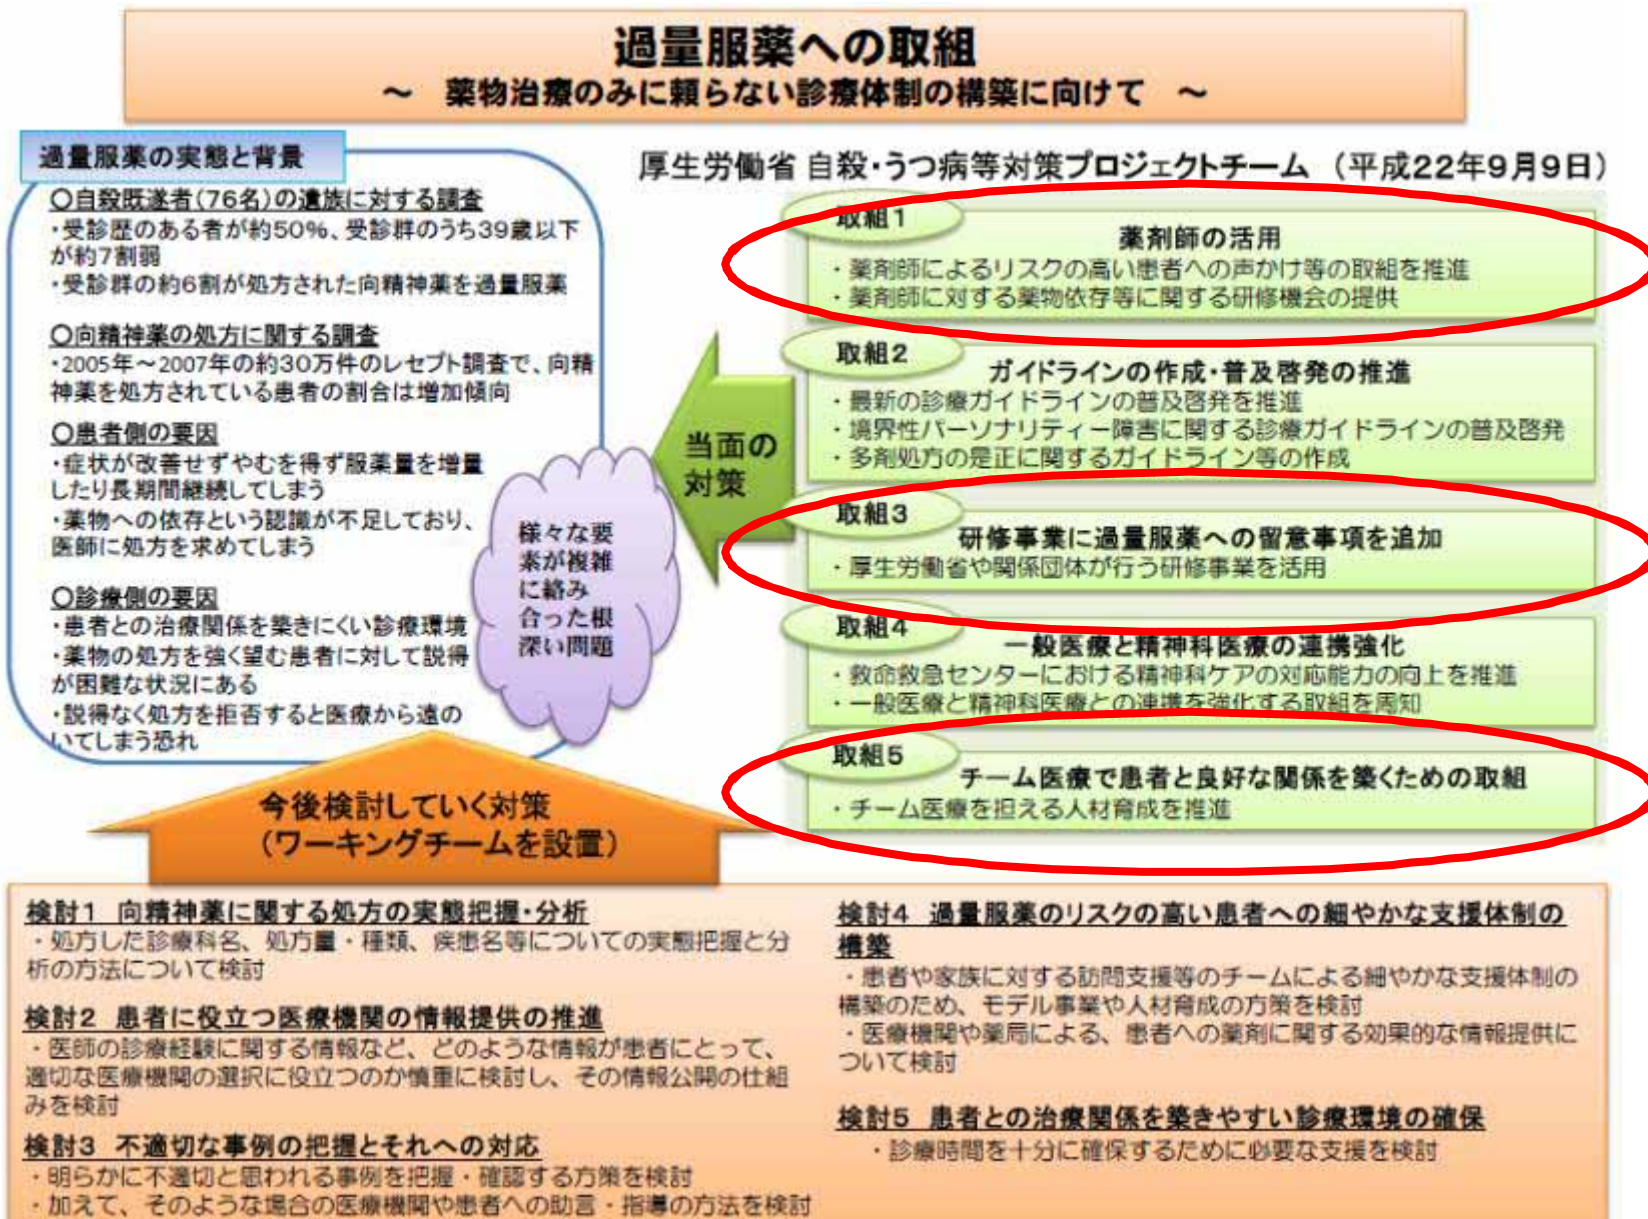 過量服薬への取組
～ 薬物治療のみに頼らない診療体制の構築に向けて ～
厚生労働省 自殺・うつ病等対策プロジェクトチーム （平成22年9月9日）
過量服薬の実態と背景
○自殺既遂者（76名）の遺族に対する調査
・受診歴のある者が約50％、受診群のうち39歳以下
が約7割弱
・受診群の約6割が処方された向精神薬を過量服薬
○向精神薬の処方に関する調査
・2005年～2007年の約30万件のレセプト調査で、向精
神薬を処方されている患者の割合は増加傾向
○患者側の要因
・症状が改善せずやむを得ず服薬量を増量
したり長期間継続してしまう
・薬物への依存という認識が不足しており、
医師に処方を求めてしまう
○診療側の要因
・患者との治療関係を築きにくい診療環境
・薬物の処方を強く望む患者に対して説得
が困難な状況にある
・説得なく処方を拒否すると医療から遠の
いてしまう恐れ
様々な要
素が複雑
に絡み
合った根
深い問題
当面の
対策
取組1
薬剤師の活用
・薬剤師によるリスクの高い患者への声かけ等の取組を推進
・薬剤師に対する薬物依存等に関する研修機会の提供
取組2
ガイドラインの作成・普及啓発の推進
・最新の診療ガイドラインの普及啓発を推進
・境界性パーソナリティー障害に関する診療ガイドラインの普及啓発
・多剤処方の是正に関するガイドライン等の作成
取組3
研修事業に過量服薬への留意事項を追加
・厚生労働省や関係団体が行う研修事業を活用
取組4
一般医療と精神科医療の連携強化
・救命救急センターにおける精神科ケアの対応能力の向上を推進
・一般医療と精神科医療との連携を強化する取組を周知
取組5
チーム医療で患者と良好な関係を築くための取組
・チーム医療を担える人材育成を推進
今後検討していく対策
（ワーキングチームを設置）
検討1 向精神薬に関する処方の実態把握・分析
・処方した診療科名、処方量・種類、疾患名等についての実態把握と分
析の方法について検討
検討2 患者に役立つ医療機関の情報提供の推進
・医師の診療経験に関する情報など、どのような情報が患者にとって、
適切な医療機関の選択に役立つのか慎重に検討し、その情報公開の仕組
みを検討
検討3 不適切な事例の把握とそれへの対応
・明らかに不適切と思われる事例を把握・確認する方策を検討
・加えて、そのような場合の医療機関や患者への助言・指導の方法を検討
検討4 過量服薬のリスクの高い患者への細やかな支援体制の
構築
・患者や家族に対する訪問支援等のチームによる細やかな支援体制の
構築のため、モデル事業や人材育成の方策を検討
・医療機関や薬局による、患者への薬剤に関する効果的な情報提供に
ついて検討
検討5 患者との治療関係を築きやすい診療環境の確保
・診療時間を十分に確保するために必要な支援を検討